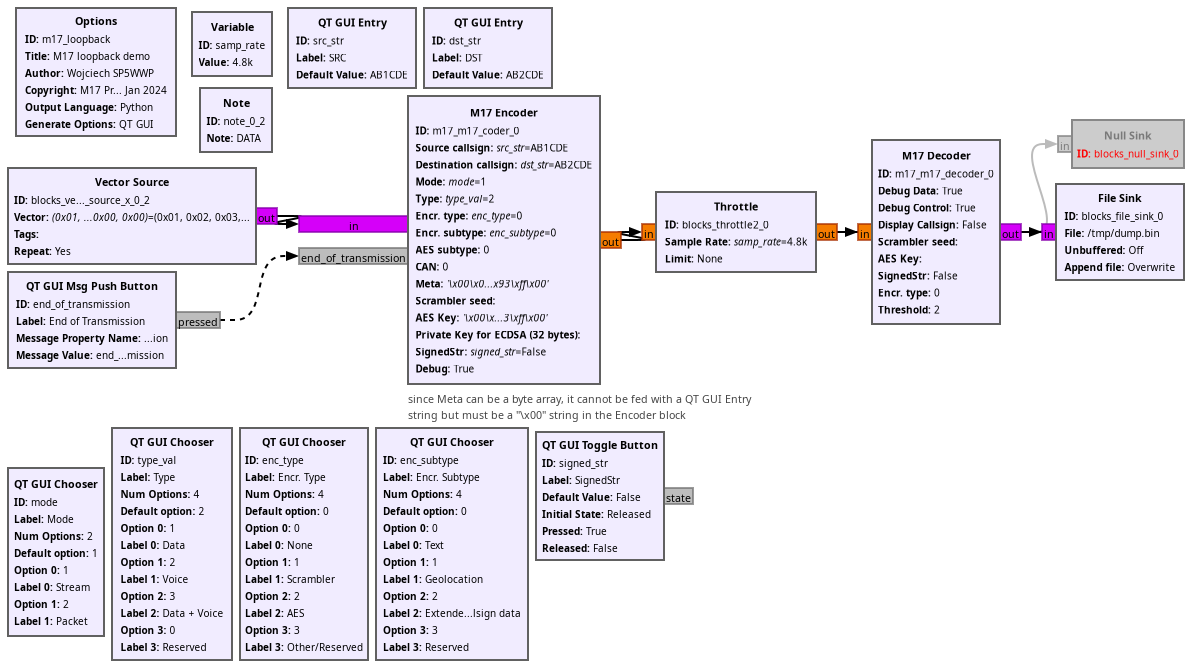 Options
ID: m17_loopback
Title: M17 loopback demo
Author: Wojciech SP5WWP
Copyright: M17 Pr... Jan 2024
Output Language: Python
Generate Options: QT GUI
Variable
ID: samp_rate
Value: 4.8k
QT GUI Entry
ID: src_str
Label: SRC
Default Value: AB1CDE
QT GUI Entry
ID: dst_str
Label: DST
Default Value: AB2CDE
Note
ID: note_0_2
Note: DATA
Vector Source
ID: blocks_ve..._source_x_0_2
Vector: (0x01, ...0x00, 0x00)=(0x01, 0x02, 0x03,...
Tags:
Repeat: Yes
out
QT GUI Msg Push Button
ID: end_of_transmission
Label: End of Transmission
Message Property Name: ...ion
Message Value: end_...mission
pressed
in
end_of_transmission
M17 Encoder
ID: m17_m17_coder_0
Source callsign: src_str=AB1CDE
Destination callsign: dst_str=AB2CDE
Mode: mode=1
Type: type_val=2
Encr. type: enc_type=0
Encr. subtype: enc_subtype=0
AES subtype: 0
CAN: 0
Meta: '\x00\x0...x93\xff\x00'
Scrambler seed:
AES Key: '\x00\x...3\xff\x00'
Private Key for ECDSA (32 bytes):
SignedStr: signed_str=False
Debug: True
out
in
Throttle
ID: blocks_throttle2_0
Sample Rate: samp_rate=4.8k
Limit: None
out
in
M17 Decoder
ID: m17_m17_decoder_0
Debug Data: True
Debug Control: True
Display Callsign: False
Scrambler seed:
AES Key:
SignedStr: False
Encr. type: 0
Threshold: 2
out
in
Null Sink
ID: blocks_null_sink_0
in
File Sink
ID: blocks_file_sink_0
File: /tmp/dump.bin
Unbuffered: Off
Append file: Overwrite
since Meta can be a byte array, it cannot be fed with a QT GUI Entry
string but must be a "\x00" string in the Encoder block
QT GUI Chooser
ID: mode
Label: Mode
Num Options: 2
Default option: 1
Option 0: 1
Label 0: Stream
Option 1: 2
Label 1: Packet
QT GUI Chooser
ID: type_val
Label: Type
Num Options: 4
Default option: 2
Option 0: 1
Label 0: Data
Option 1: 2
Label 1: Voice
Option 2: 3
Label 2: Data + Voice
Option 3: 0
Label 3: Reserved
QT GUI Chooser
ID: enc_type
Label: Encr. Type
Num Options: 4
Default option: 0
Option 0: 0
Label 0: None
Option 1: 1
Label 1: Scrambler
Option 2: 2
Label 2: AES
Option 3: 3
Label 3: Other/Reserved
QT GUI Chooser
ID: enc_subtype
Label: Encr. Subtype
Num Options: 4
Default option: 0
Option 0: 0
Label 0: Text
Option 1: 1
Label 1: Geolocation
Option 2: 2
Label 2: Extende...lsign data
Option 3: 3
Label 3: Reserved
QT GUI Toggle Button
ID: signed_str
Label: SignedStr
Default Value: False
Initial State: Released
Pressed: True
Released: False
state